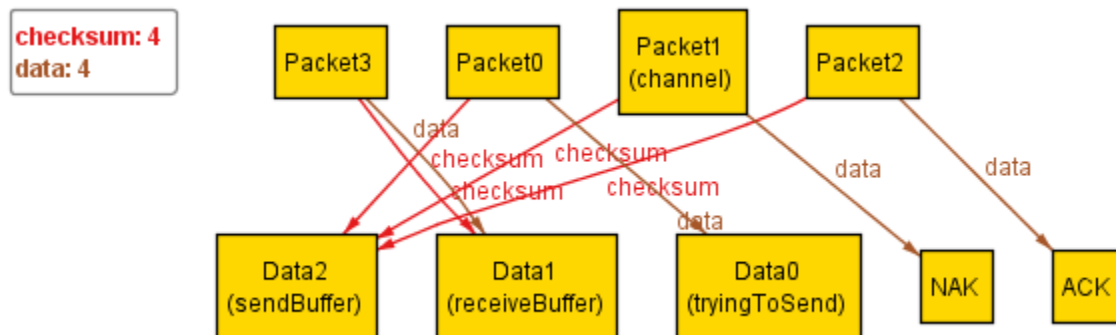 checksum: 4
data: 4
Packet3
Packet0
Packet1
(channel)
Packet2
data
checksum
checksum
checksum
checksum
data
data
data
Data2
(sendBuffer)
Data1
(receiveBuffer)
Data0
(tryingToSend)
NAK
ACK